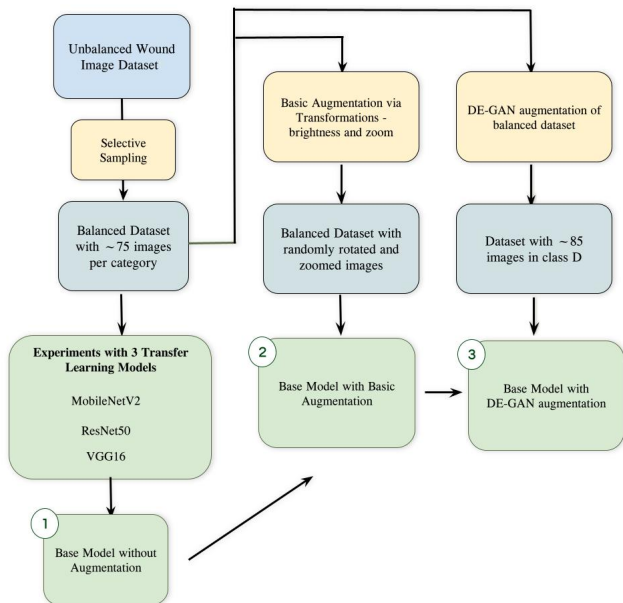 Unbalanced Wound
Image Dataset
Selective
Sampling
Balanced Dataset
with ~75 images
per category
Experiments with 3 Transfer
Learning Models
MobileNetV2
ResNet50
VGG16
1
Base Model without
Augmentation
Basic Augmentation via
Transformations -
brightness and zoom
Balanced Dataset with
randomly rotated and
zoomed images
2
Base Model with Basic
Augmentation
DE-GAN augmentation of
balanced dataset
Dataset with ~85
images in class D
3
Base Model with
DE-GAN augmentation